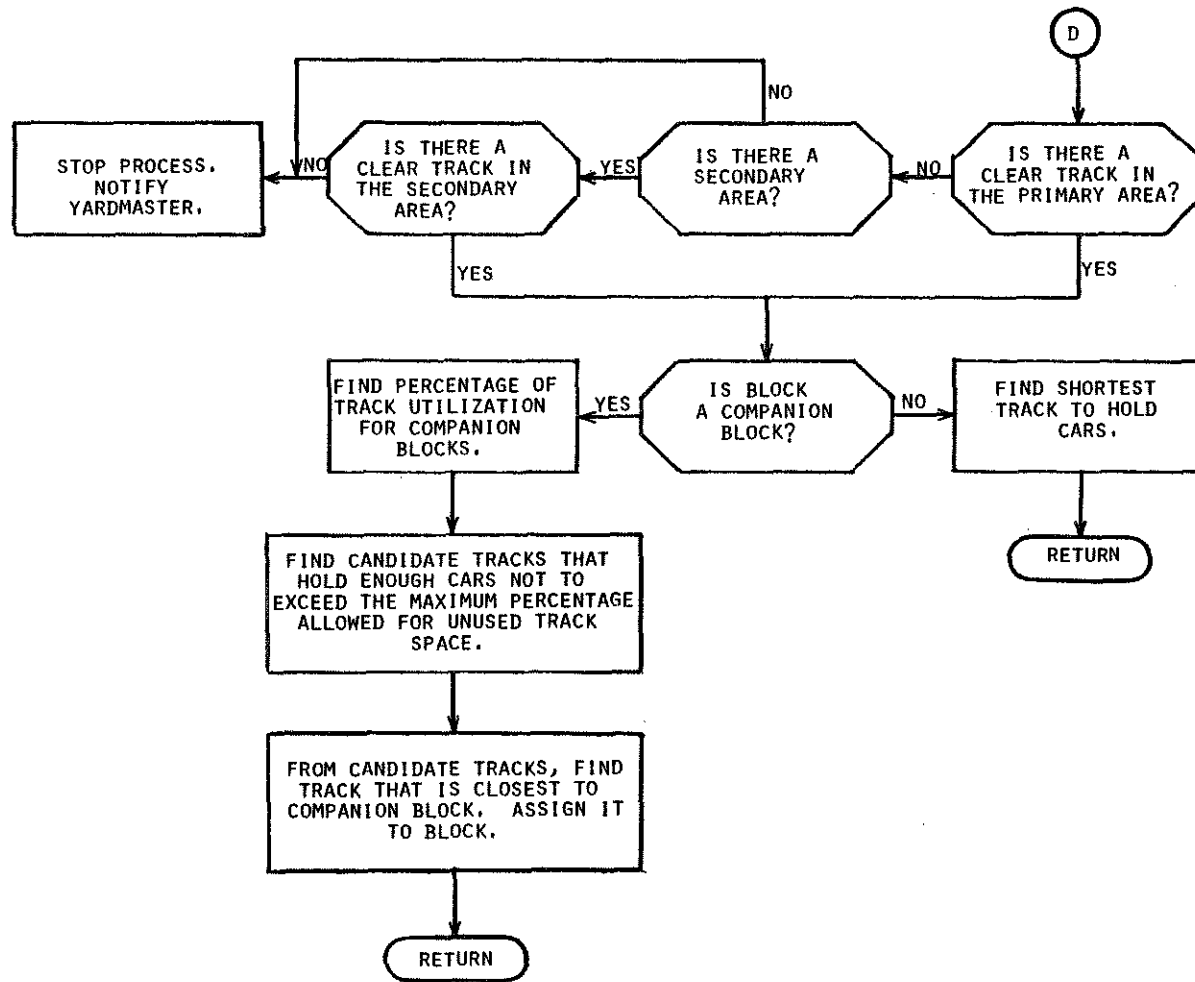 D
NO
IS THERE A
CLEAR TRACK IN
THE PRIMARY AREA?
NO
YES
IS THERE A
SECONDARY
AREA?
YES
IS THERE A
CLEAR TRACK IN
THE SECONDARY
AREA?
NO
YES
STOP PROCESS.
NOTIFY
YARDMASTER.
IS BLOCK
A COMPANION
BLOCK?
YES
NO
FIND PERCENTAGE OF
TRACK UTILIZATION
FOR COMPANION
BLOCKS.
FIND SHORTEST
TRACK TO HOLD
CARS.
RETURN
FIND CANDIDATE TRACKS THAT
HOLD ENOUGH CARS NOT TO
EXCEED THE MAXIMUM PERCENTAGE
ALLOWED FOR UNUSED TRACK
SPACE.
FROM CANDIDATE TRACKS, FIND
TRACK THAT IS CLOSEST TO
COMPANION BLOCK. ASSIGN IT
TO BLOCK.
RETURN